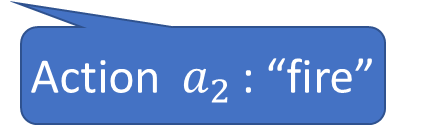 Action a₂ : “fire”